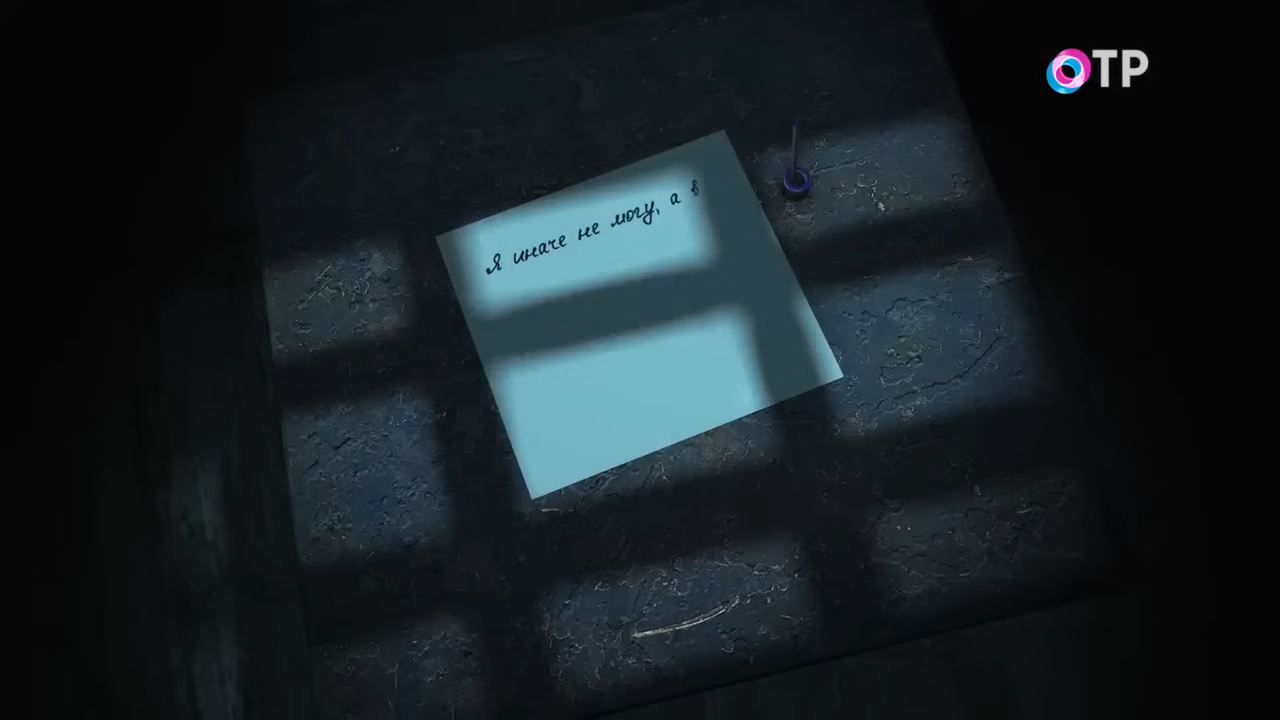 ОТР
Я иначе не могу, а в